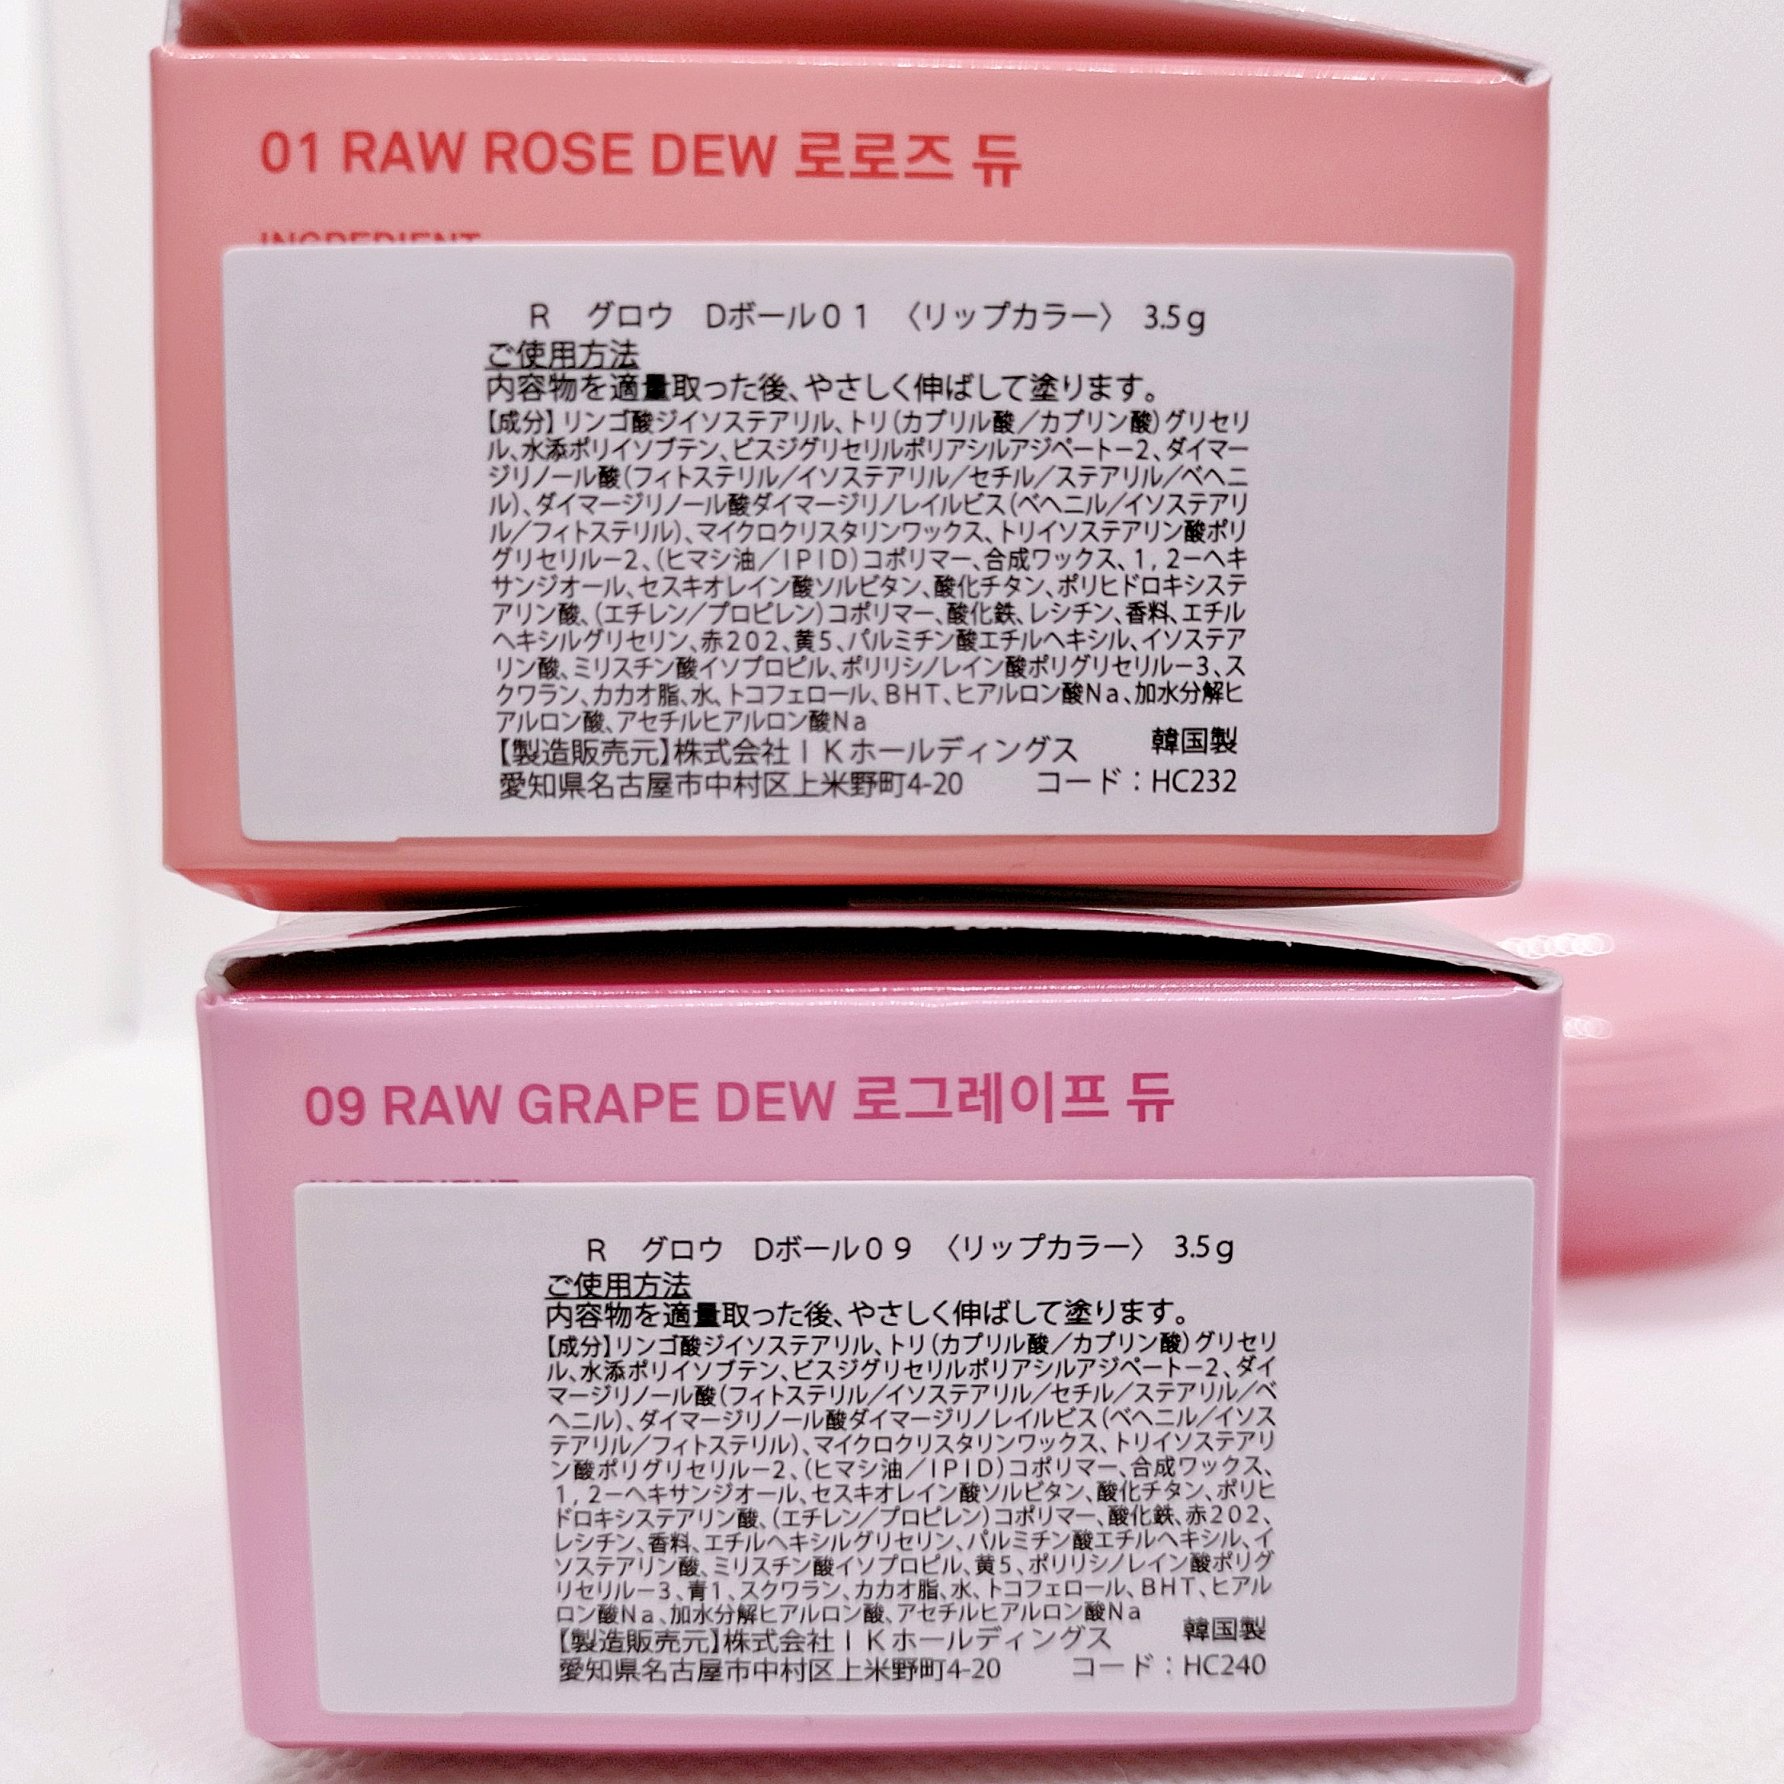 01 RAW ROSE DEW 로로즈 듀
INGREDIENT
R グロウ Dボール01 〈リップカラー〉 3.5g
ご使用方法
内容物を適量取った後、やさしく伸ばして塗ります。
【成分】リンゴ酸ジイソステアリル、トリ(カプリル酸/カプリン酸)グリセリ
ル、水添ポリイソブテン、ビスジグリセリルポリアシルアジペートー2、ダイマー
ジリノール酸(フィトステリル/イソステアリル/セチル/ステアリル/ベヘニ
ル)、ダイマージリノール酸ダイマージリノレイルビス(ベヘニル/イソステアリ
ル/フィトステリル)、マイクロクリスタリンワックス、トリイソステアリン酸ポリ
グリセリルー2、(ヒマシ油/IPID)コポリマー、合成ワックス、1,2ーヘキ
サンジオール、セスキオレイン酸ソルビタン、酸化チタン、ポリヒドロキシステ
アリン酸、(エチレン/プロピレン)コポリマー、酸化鉄、レシチン、香料、エチル
ヘキシルグリセリン、赤202、黄5、パルミチン酸エチルヘキシル、イソステア
リン酸、ミリスチン酸イソプロピル、ポリリシノレイン酸ポリグリセリルー3、ス
クワラン、カカオ脂、水、トコフェロール、BHT、ヒアルロン酸Na、加水分解ヒ
アルロン酸、アセチルヒアルロン酸Na
【製造販売元】株式会社IKホールディングス 韓国製
愛知県名古屋市中村区上米野町4-20 コード：HC232
09 RAW GRAPE DEW 로그레이프 듀
R グロウ Dボール09 〈リップカラー〉 3.5g
ご使用方法
内容物を適量取った後、やさしく伸ばして塗ります。
【成分】リンゴ酸ジイソステアリル、トリ(カプリル酸/カプリン酸)グリセリ
ル、水添ポリイソブテン、ビスジグリセリルポリアシルアジペートー2、ダイ
マージリノール酸(フィトステリル/イソステアリル/セチル/ステアリル/ベ
ヘニル)、ダイマージリノール酸ダイマージリノレイルビス(ベヘニル/イソス
テアリル/フィトステリル)、マイクロクリスタリンワックス、トリイソステアリ
ン酸ポリグリセリルー2、(ヒマシ油/IPID)コポリマー、合成ワックス、
1,2ーヘキサンジオール、セスキオレイン酸ソルビタン、酸化チタン、ポリヒ
ドロキシステアリン酸、(エチレン/プロピレン)コポリマー、酸化鉄、赤202、
レシチン、香料、エチルヘキシルグリセリン、パルミチン酸エチルヘキシル、イ
ソステアリン酸、ミリスチン酸イソプロピル、黄5、ポリリシノレイン酸ポリグ
リセリルー3、青1、スクワラン、カカオ脂、水、トコフェロール、BHT、ヒアル
ロン酸Na、加水分解ヒアルロン酸、アセチルヒアルロン酸Na
【製造販売元】株式会社IKホールディングス 韓国製
愛知県名古屋市中村区上米野町4-20 コード：HC240